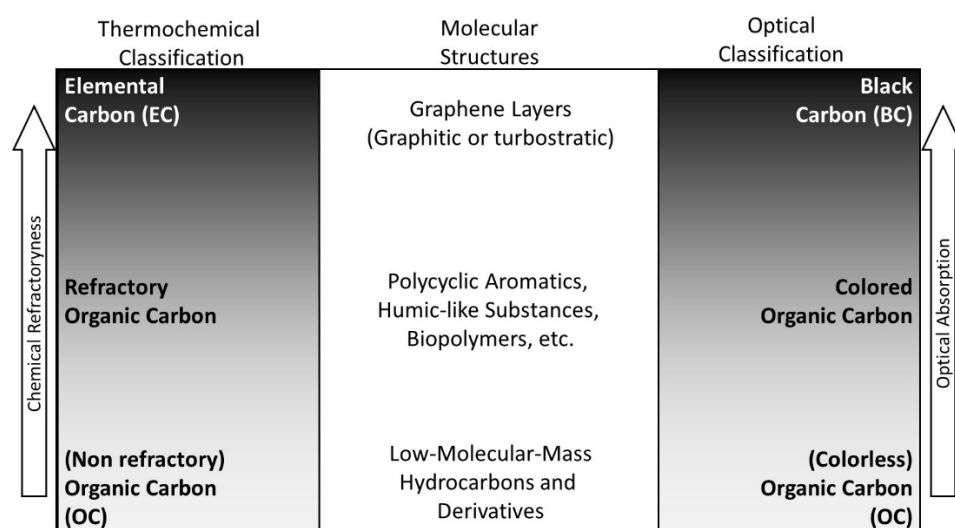 Thermochemical
Classification
Molecular
Structures
Optical
Classification
Elemental
Carbon (EC)
Graphene Layers
(Graphitic or turbostratic)
Black
Carbon (BC)
Chemical Refractoryness
Refractory
Organic Carbon
Polycyclic Aromatics,
Humic-like Substances,
Biopolymers, etc.
Colored
Organic Carbon
Optical Absorption
(Non refractory)
Organic Carbon
(OC)
Low-Molecular-Mass
Hydrocarbons and
Derivatives
(Colorless)
Organic Carbon
(OC)